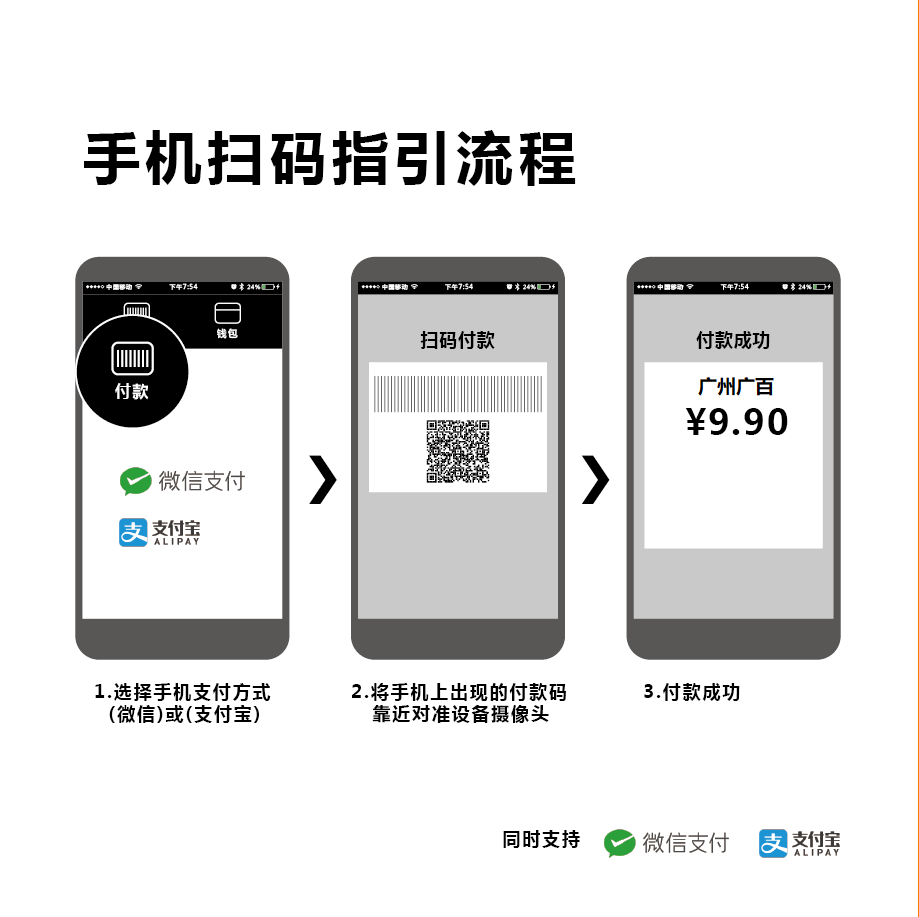 手机扫码指引流程
中国移动 下午7:54 24%
钱包
付款
微信支付
支付宝
ALIPAY
1.选择手机支付方式
(微信)或(支付宝)
中国移动 下午7:54 24%
扫码付款
2.将手机上出现的付款码
靠近对准设备摄像头
中国移动 下午7:54 24%
付款成功
广州广百
¥9.90
3.付款成功
同时支持
微信支付
支付宝
ALIPAY